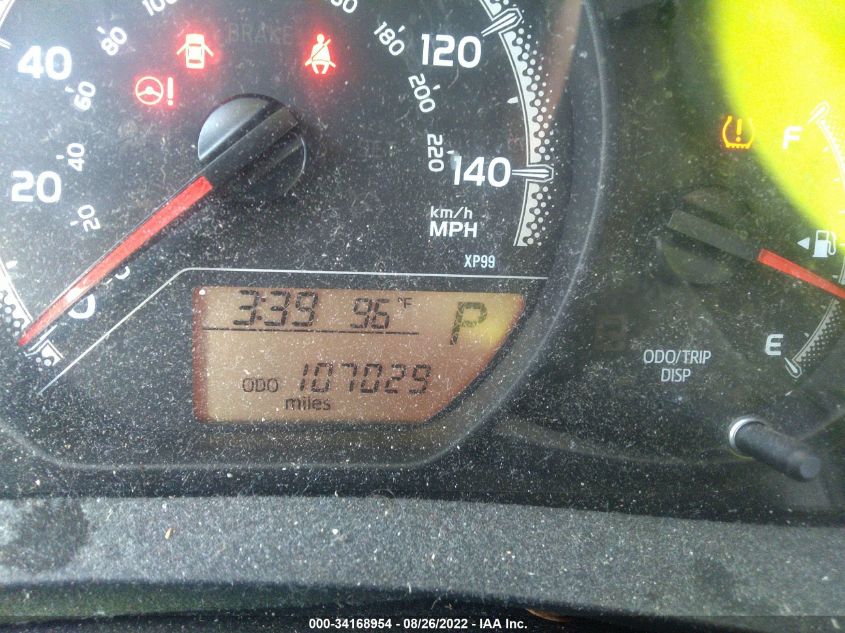 100
BRAKE
80
40
60
!
40
20
20
180
120
200
220
140
km/h
MPH
XP99
!
F
E
3:39 96 °F P
ODO 107029
miles
ODO/TRIP
DISP
000-34168954 - 08/26/2022 - IAA Inc.